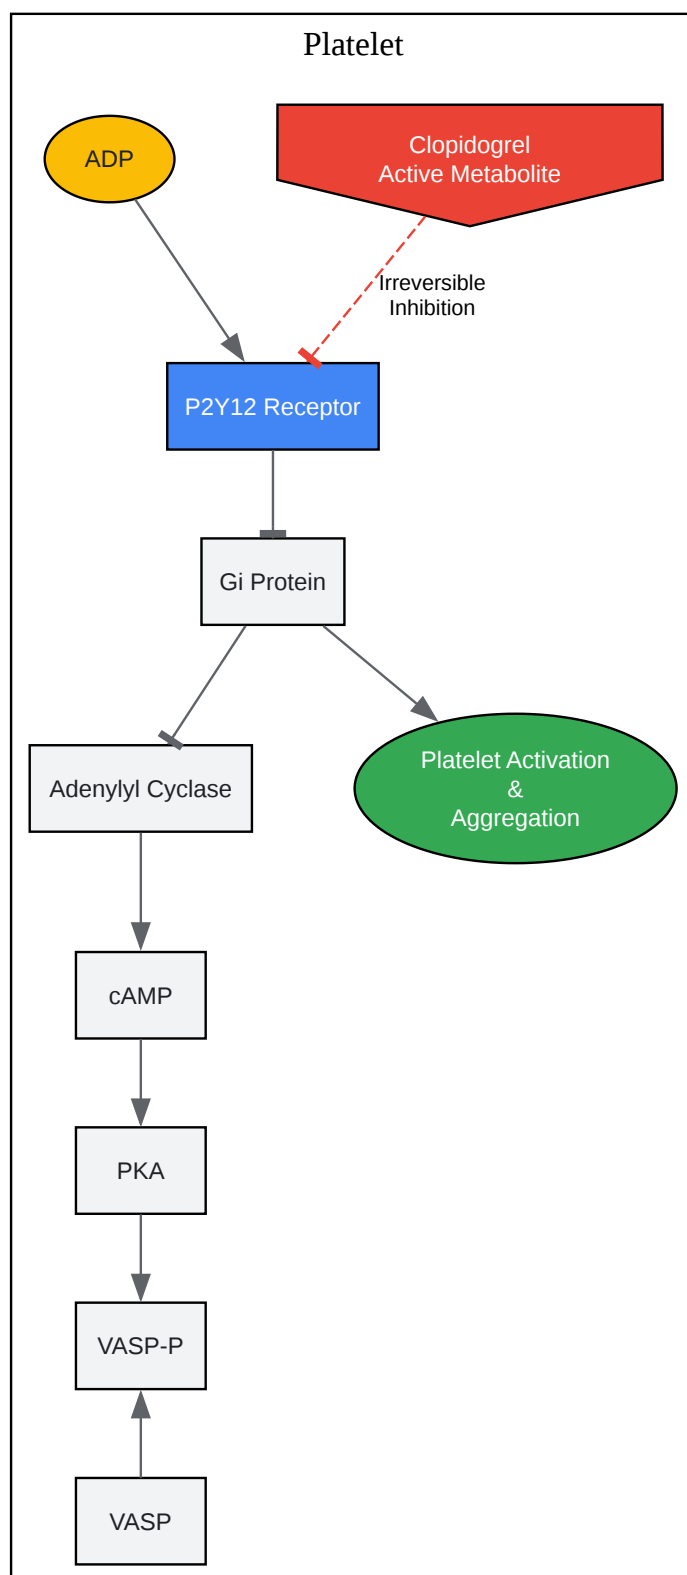 Platelet
ADP
Clopidogrel
Active Metabolite
Irreversible
Inhibition
P2Y12 Receptor
Gi Protein
Adenylyl Cyclase
Platelet Activation
&
Aggregation
cAMP
PKA
VASP-P
VASP